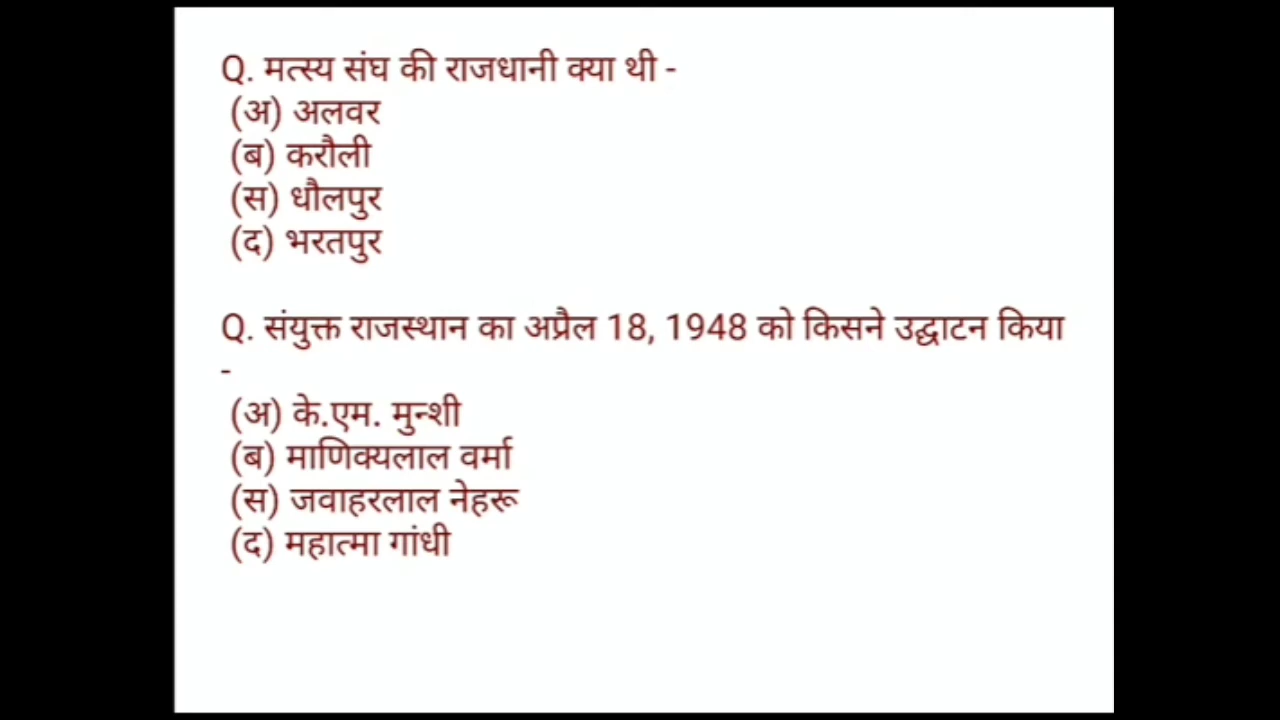 Q. मत्स्य संघ की राजधानी क्या थी -
(अ) अलवर
(ब) करौली
(स) धौलपुर
(द) भरतपुर
Q. संयुक्त राजस्थान का अप्रैल 18, 1948 को किसने उद्घाटन किया
-
(अ) के.एम. मुन्शी
(ब) माणिक्यलाल वर्मा
(स) जवाहरलाल नेहरू
(द) महात्मा गांधी